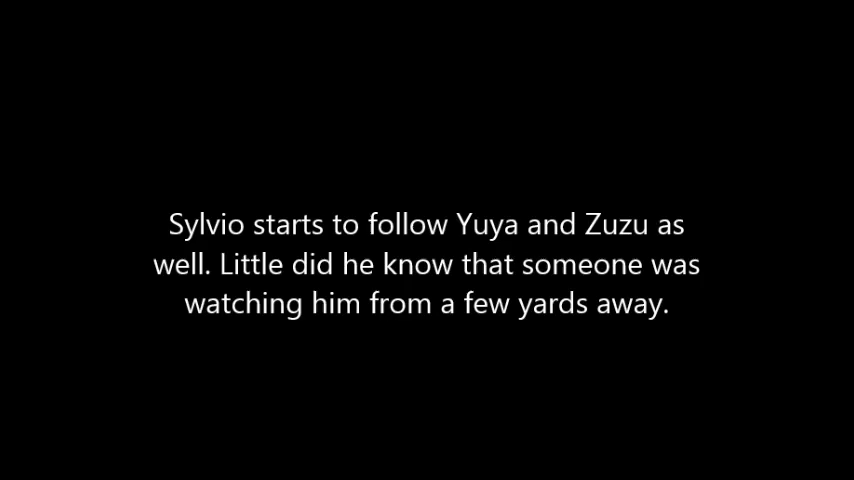 Sylvio starts to follow Yuya and Zuzu as
well. Little did he know that someone was
watching him from a few yards away.